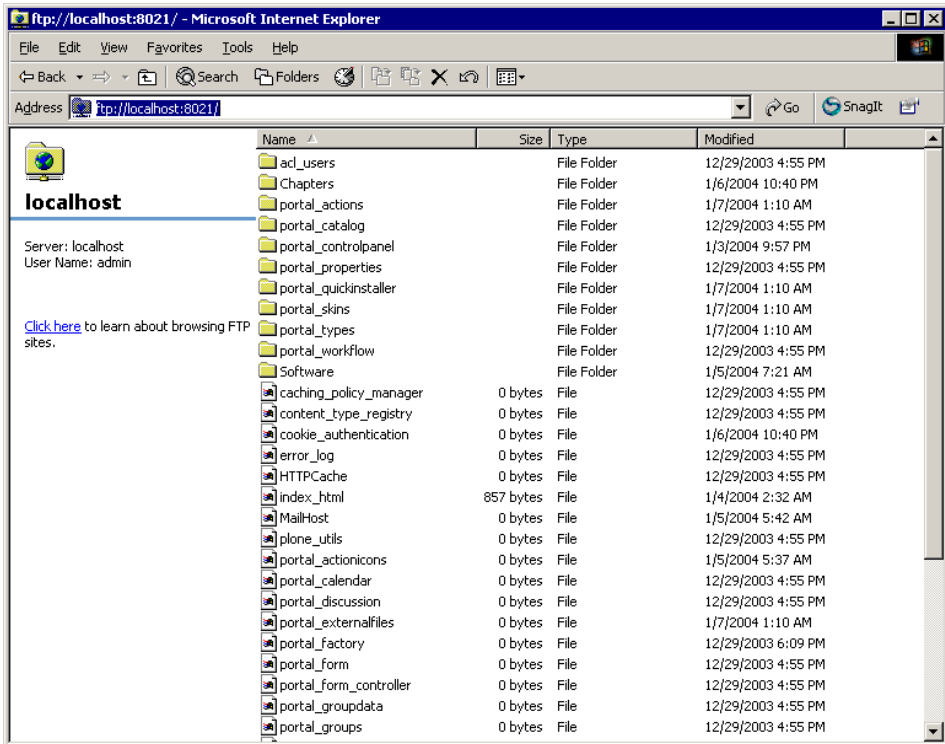 ftp://localhost:8021/ - Microsoft Internet Explorer
File Edit View Favorites Tools Help
Back Search Folders
Address ftp://localhost:8021/ Go SnagIt
Name Size Type Modified
localhost
Server: localhost
User Name: admin
Click here to learn about browsing FTP
sites.
acl_users File Folder 12/29/2003 4:55 PM
Chapters File Folder 1/6/2004 10:40 PM
portal_actions File Folder 1/7/2004 1:10 AM
portal_catalog File Folder 12/29/2003 4:55 PM
portal_controlpanel File Folder 1/3/2004 9:57 PM
portal_properties File Folder 12/29/2003 4:55 PM
portal_quickinstaller File Folder 1/7/2004 1:10 AM
portal_skins File Folder 1/7/2004 1:10 AM
portal_types File Folder 1/7/2004 1:10 AM
portal_workflow File Folder 12/29/2003 4:55 PM
Software File Folder 1/5/2004 7:21 AM
caching_policy_manager 0 bytes File 12/29/2003 4:55 PM
content_type_registry 0 bytes File 12/29/2003 4:55 PM
cookie_authentication 0 bytes File 1/6/2004 10:40 PM
error_log 0 bytes File 12/29/2003 4:55 PM
HTTPCache 0 bytes File 12/29/2003 4:55 PM
index_html 857 bytes File 1/4/2004 2:32 AM
MailHost 0 bytes File 1/5/2004 5:42 AM
plone_utils 0 bytes File 12/29/2003 4:55 PM
portal_actionicons 0 bytes File 1/5/2004 5:37 AM
portal_calendar 0 bytes File 12/29/2003 4:55 PM
portal_discussion 0 bytes File 12/29/2003 4:55 PM
portal_externalfiles 0 bytes File 1/7/2004 1:10 AM
portal_factory 0 bytes File 12/29/2003 6:09 PM
portal_form 0 bytes File 12/29/2003 4:55 PM
portal_form_controller 0 bytes File 12/29/2003 4:55 PM
portal_groupdata 0 bytes File 12/29/2003 4:55 PM
portal_groups 0 bytes File 12/29/2003 4:55 PM